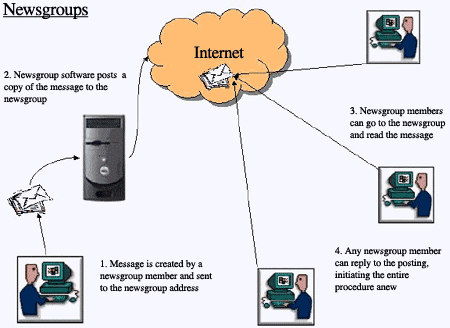 Newsgroups
Internet
2. Newsgroup software posts a
copy of the message to the
newsgroup
3. Newsgroup members
can go to the newsgroup
and read the message
1. Message is created by a
newsgroup member and sent
to the newsgroup address
4. Any newsgroup member
can reply to the posting,
initiating the entire
procedure anew